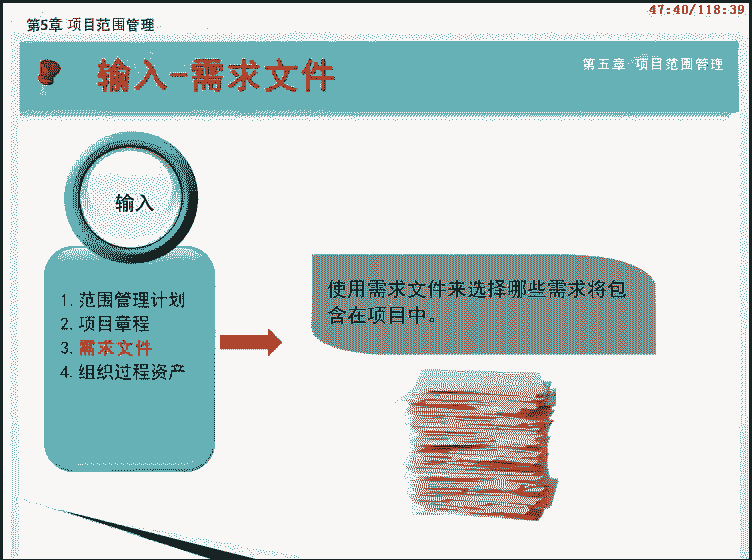 47:40/118:39
第5章 项目范围管理
输入-需求文件
第五章 项目范围管理
输入
1. 范围管理计划
2. 项目章程
3. 需求文件
4. 组织过程资产
使用需求文件来选择哪些需求将包
含在项目中。